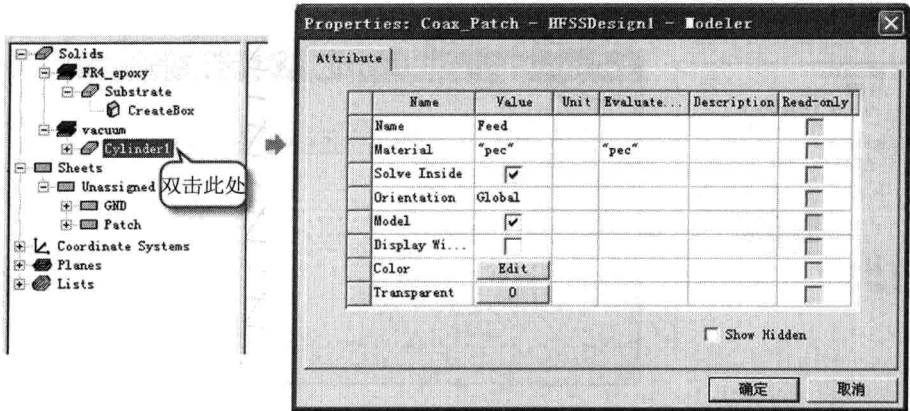 Solids
FR4_epoxy
Substrate
CreateBox
vacuum
Cylinder1
双击此处
Sheets
Unassigned
GND
Patch
Coordinate Systems
Planes
Lists
Properties: Coax_Patch - HFSSDesign1 - Modeler
Attribute
Name Value Unit Evaluate... Description Read-only
Name Feed
Material "pec" "pec"
Solve Inside
Orientation Global
Model
Display Wi...
Color Edit
Transparent 0
Show Hidden
确定 取消